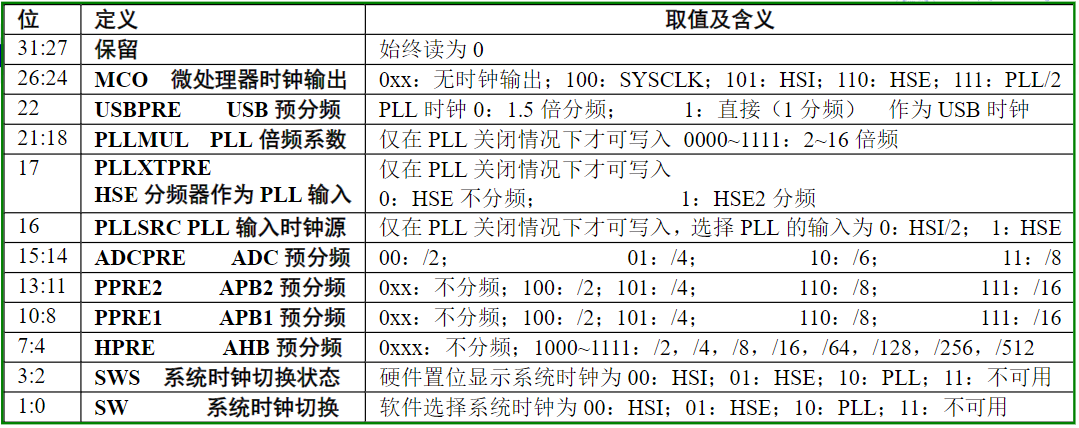 位 定义 取值及含义
31:27 保留 始终读为 0
26:24 MCO 微处理器时钟输出 0xx：无时钟输出；100：SYSCLK；101：HSI；110：HSE；111：PLL/2
22 USBPRE USB 预分频 PLL 时钟 0：1.5 倍分频； 1：直接（1 分频） 作为 USB 时钟
21:18 PLLMUL PLL 倍频系数 仅在 PLL 关闭情况下才可写入 0000~1111：2~16 倍频
17 PLLXTPRE 仅在 PLL 关闭情况下才可写入
HSE 分频器作为 PLL 输入 0：HSE 不分频； 1：HSE2 分频
16 PLLSRC PLL 输入时钟源 仅在 PLL 关闭情况下才可写入，选择 PLL 的输入为 0：HSI/2； 1：HSE
15:14 ADCPRE ADC 预分频 00：/2； 01：/4； 10：/6； 11：/8
13:11 PPRE2 APB2 预分频 0xx：不分频；100：/2；101：/4； 110：/8； 111：/16
10:8 PPRE1 APB1 预分频 0xx：不分频；100：/2；101：/4； 110：/8； 111：/16
7:4 HPRE AHB 预分频 0xxx：不分频；1000~1111：/2，/4，/8，/16，/64，/128，/256，/512
3:2 SWS 系统时钟切换状态 硬件置位显示系统时钟为 00：HSI；01：HSE；10：PLL；11：不可用
1:0 SW 系统时钟切换 软件选择系统时钟为 00：HSI；01：HSE；10：PLL；11：不可用